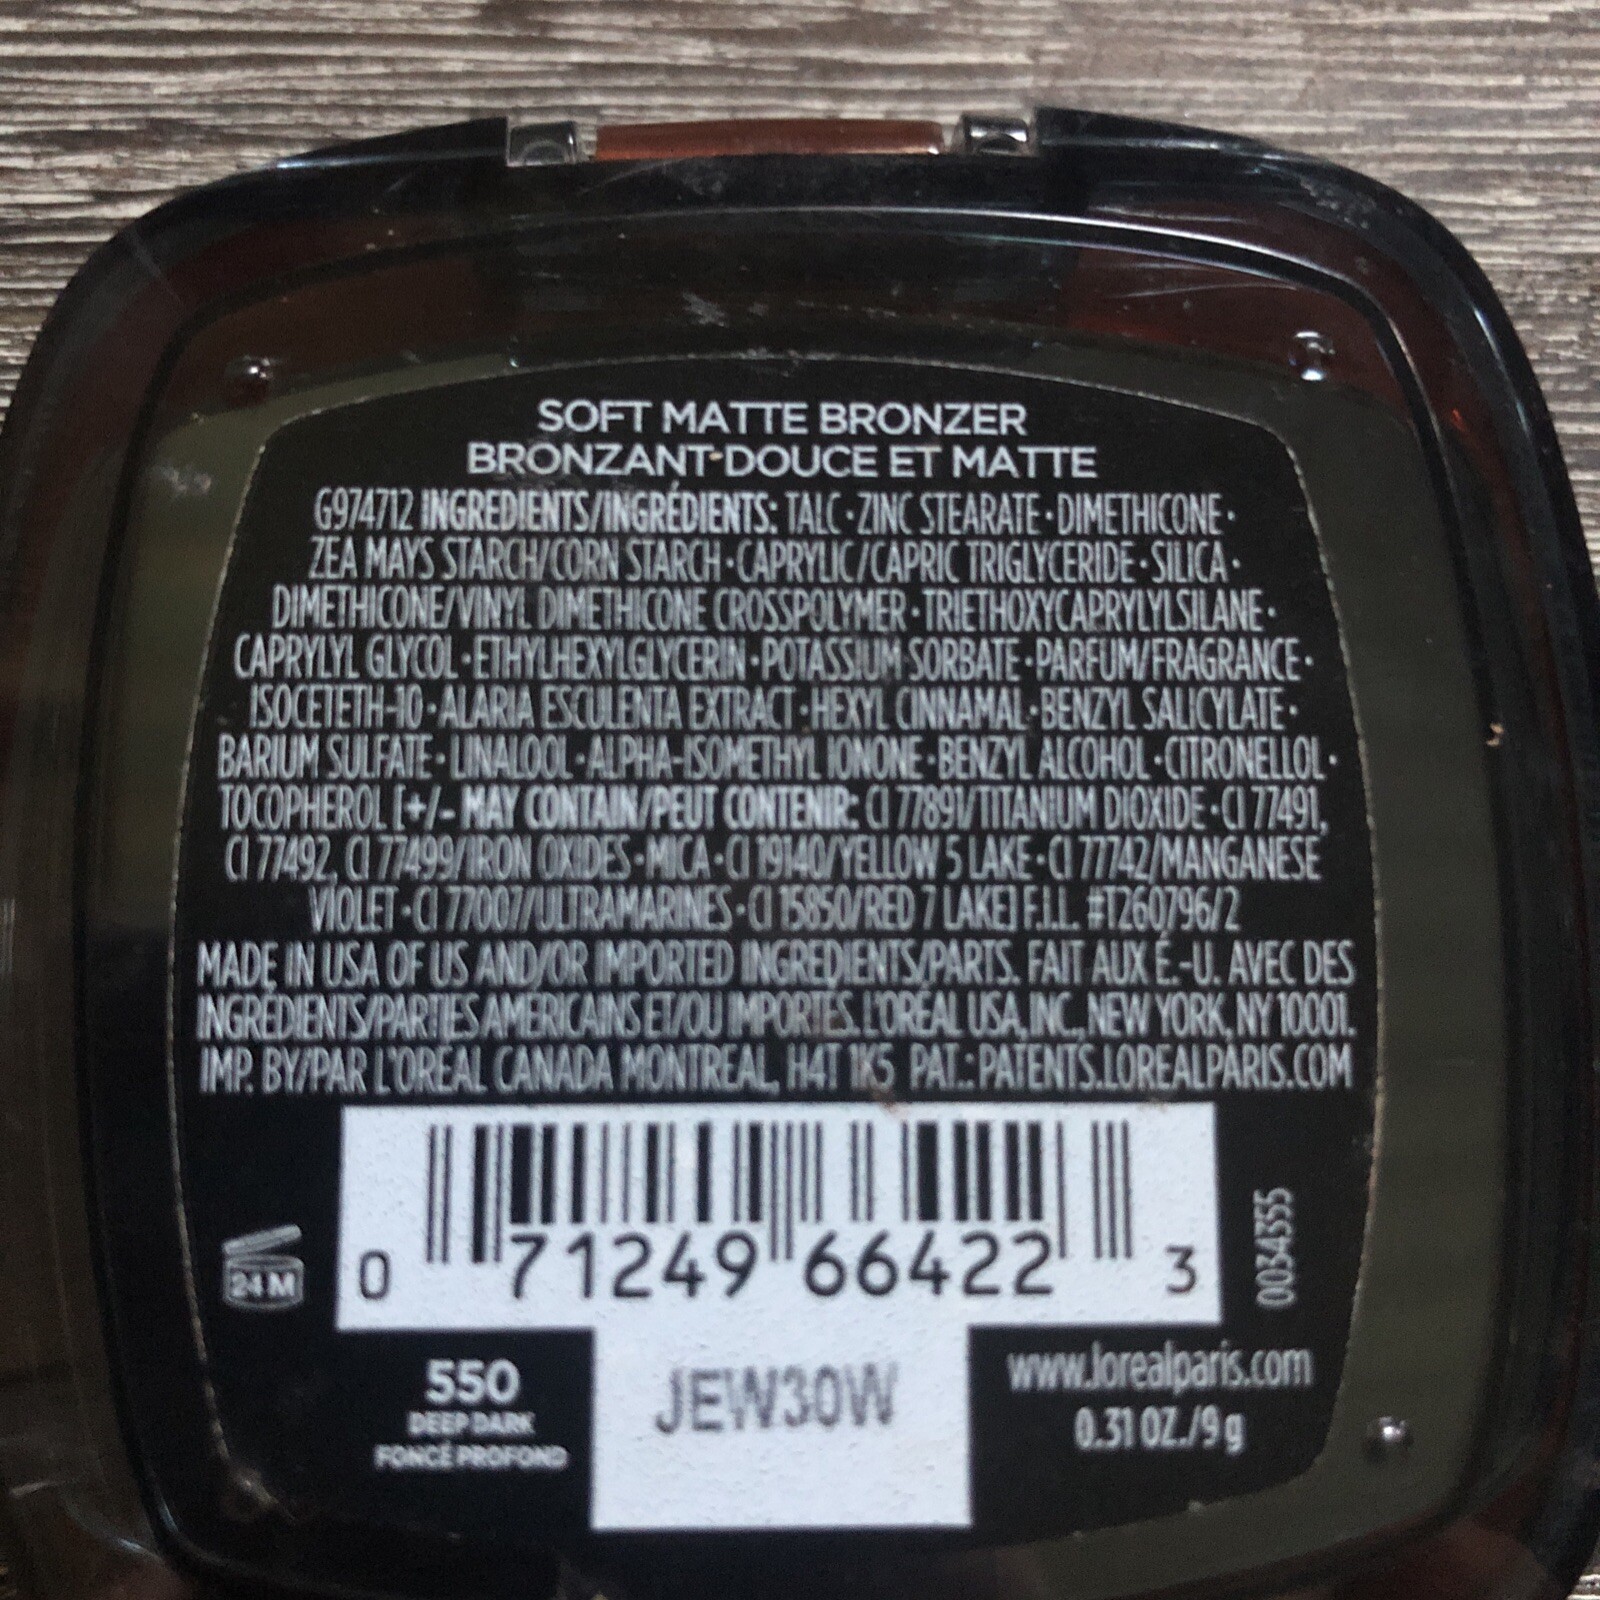 SOFT MATTE BRONZER
BRONZANT DOUCE ET MATTE
G974712 INGREDIENTS/INGRÉDIENTS: TALC • ZINC STEARATE • DIMETHICONE •
ZEA MAYS STARCH/CORN STARCH • CAPRYLIC/CAPRIC TRIGLYCERIDE • SILICA •
DIMETHICONE/VINYL DIMETHICONE CROSSPOLYMER • TRIETHOXYCAPRYLYLSILANE •
CAPRYLYL GLYCOL • ETHYLHEXYLGLYCERIN • POTASSIUM SORBATE • PARFUM/FRAGRANCE •
ISOCETETH-10 • ALARIA ESCULENTA EXTRACT • HEXYL CINNAMAL • BENZYL SALICYLATE •
BARIUM SULFATE • LINALOOL • ALPHA-ISOMETHYL IONONE • BENZYL ALCOHOL • CITRONELLOL •
TOCOPHEROL [+/- MAY CONTAIN/PEUT CONTENIR: CI 77891/TITANIUM DIOXIDE • CI 77491,
CI 77492, CI 77499/IRON OXIDES • MICA • CI 19140/YELLOW 5 LAKE • CI 77742/MANGANESE
VIOLET • CI 77007/ULTRAMARINES • CI 15850/RED 7 LAKE] F.I.L. #T260796/2
MADE IN USA OF US AND/OR IMPORTED INGREDIENTS/PARTS. FAIT AUX É.-U. AVEC DES
INGRÉDIENTS/PARTIES AMÉRICAINS ET/OU IMPORTÉS. L'ORÉAL USA, INC., NEW YORK, NY 10001.
IMP. BY/PAR L'ORÉAL CANADA MONTREAL, H4T 1K5 PAT.: PATENTS.LOREALPARIS.COM
24M
0 71249 66422 3
0034355
550
DEEP DARK
FONCÉ PROFOND
JEW30W
www.lorealparis.com
0.31 OZ./9 g